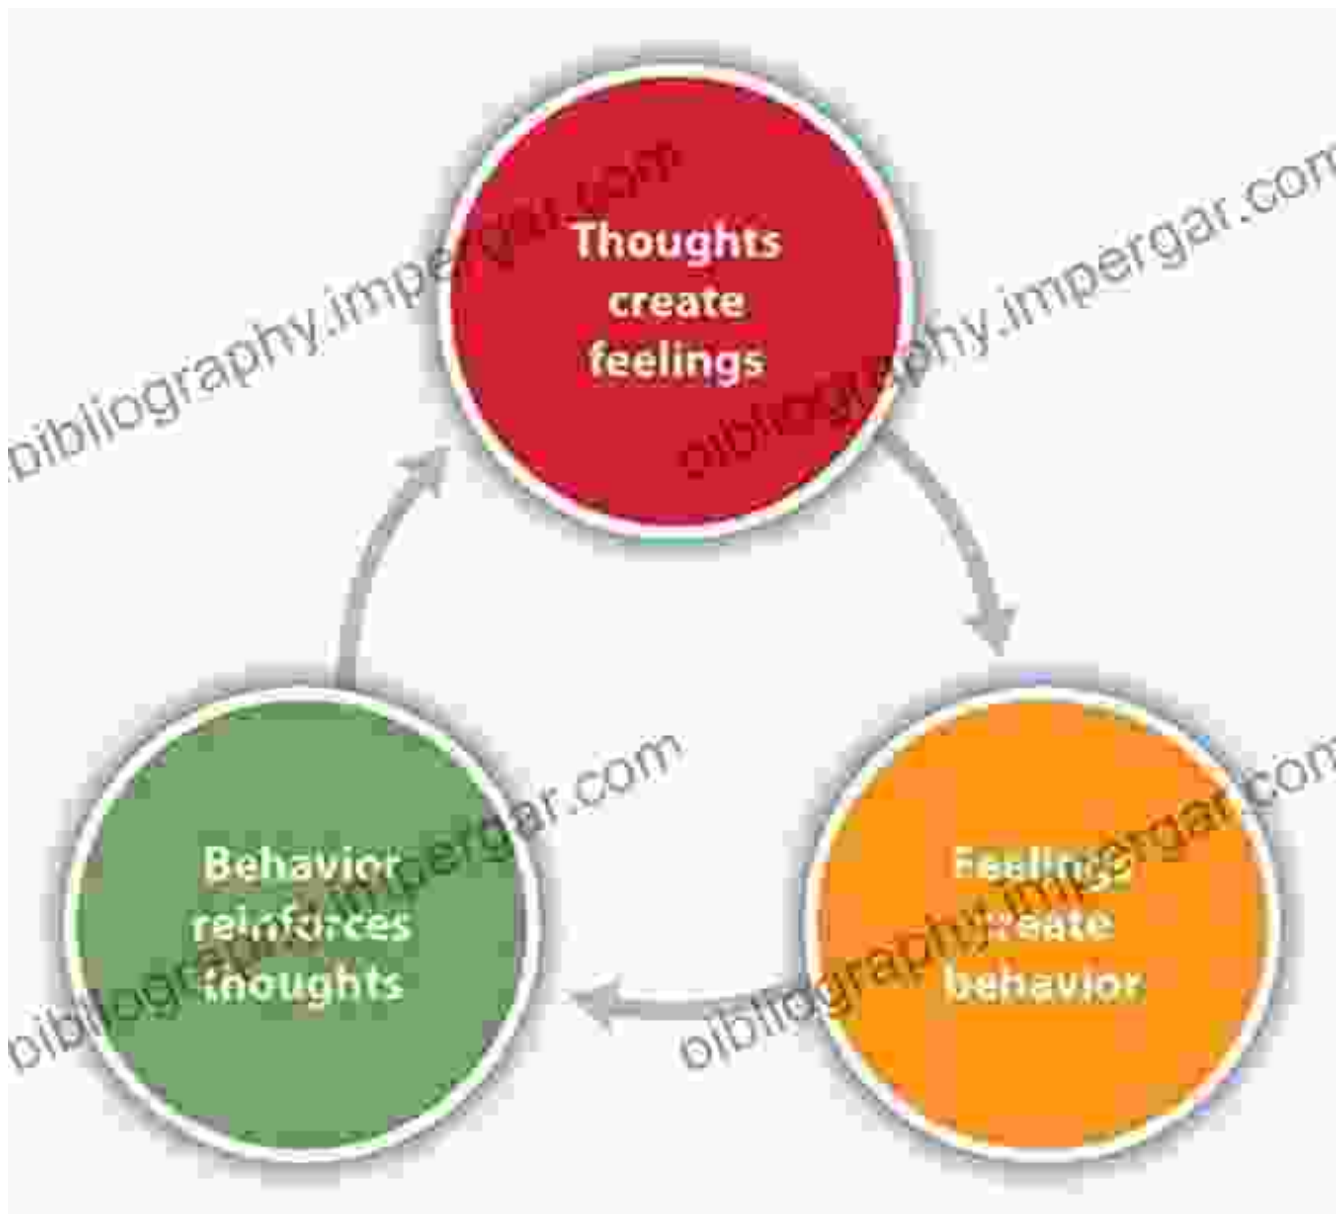 Thoughts
create
feelings
Feelings
create
behavior
Behavior
reinforces
thoughts
bibliography.impergar.com
bibliography.impergar.com
bibliography.impergar.com
bibliography.impergar.com